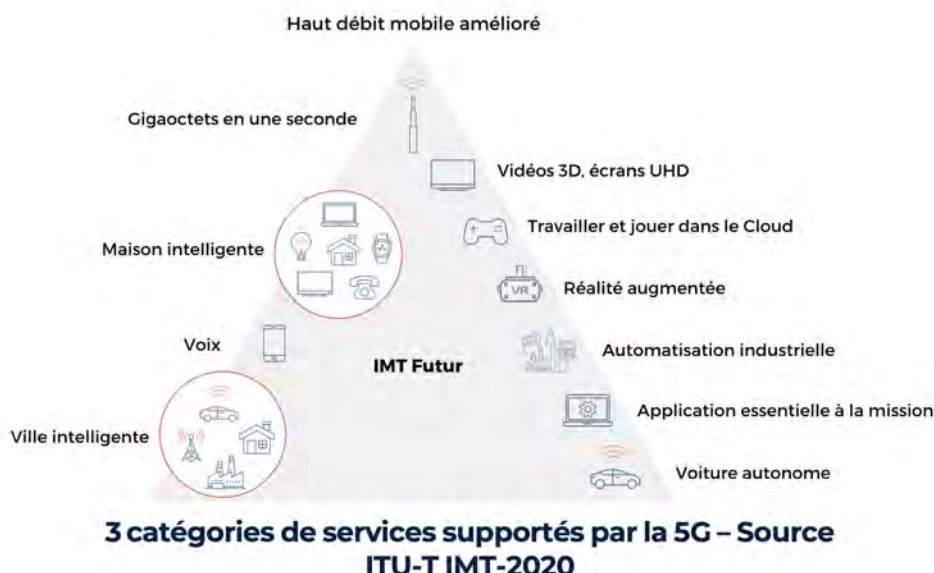 Haut débit mobile amélioré
Gigaoctets en une seconde
Vidéos 3D, écrans UHD
Travailler et jouer dans le Cloud
Maison intelligente
VR
Réalité augmentée
Voix
IMT Futur
Automatisation industrielle
Application essentielle à la mission
Ville intelligente
Voiture autonome
3 catégories de services supportés par la 5G – Source
ITU-T IMT-2020